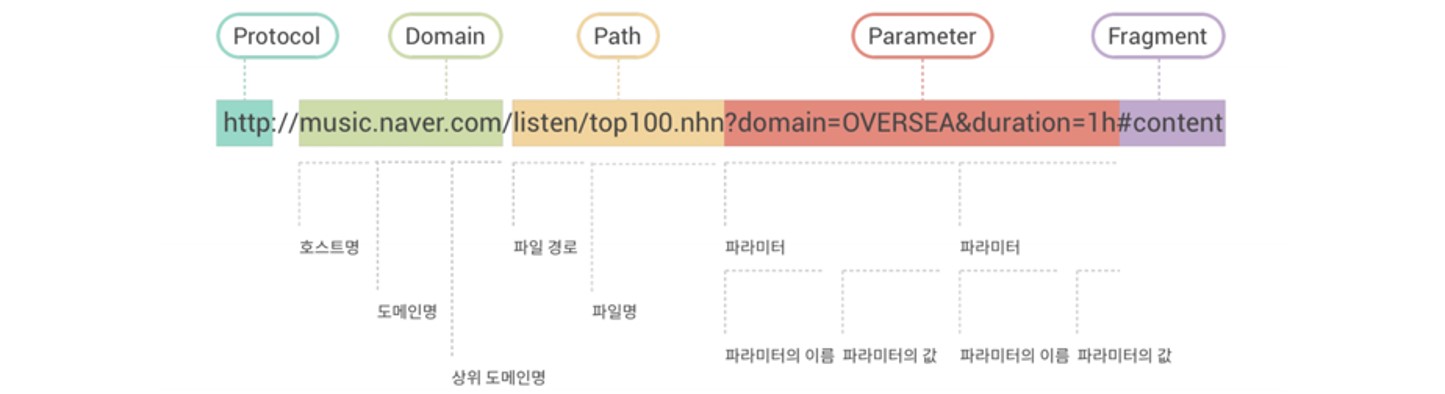 Protocol Domain Path Parameter Fragment
http://music.naver.com/listen/top100.nhn?domain=OVERSEA&duration=1h#content
호스트명 파일 경로 파라미터 파라미터
도메인명 파일명
파라미터의 이름 파라미터의 값 파라미터의 이름 파라미터의 값
상위 도메인명